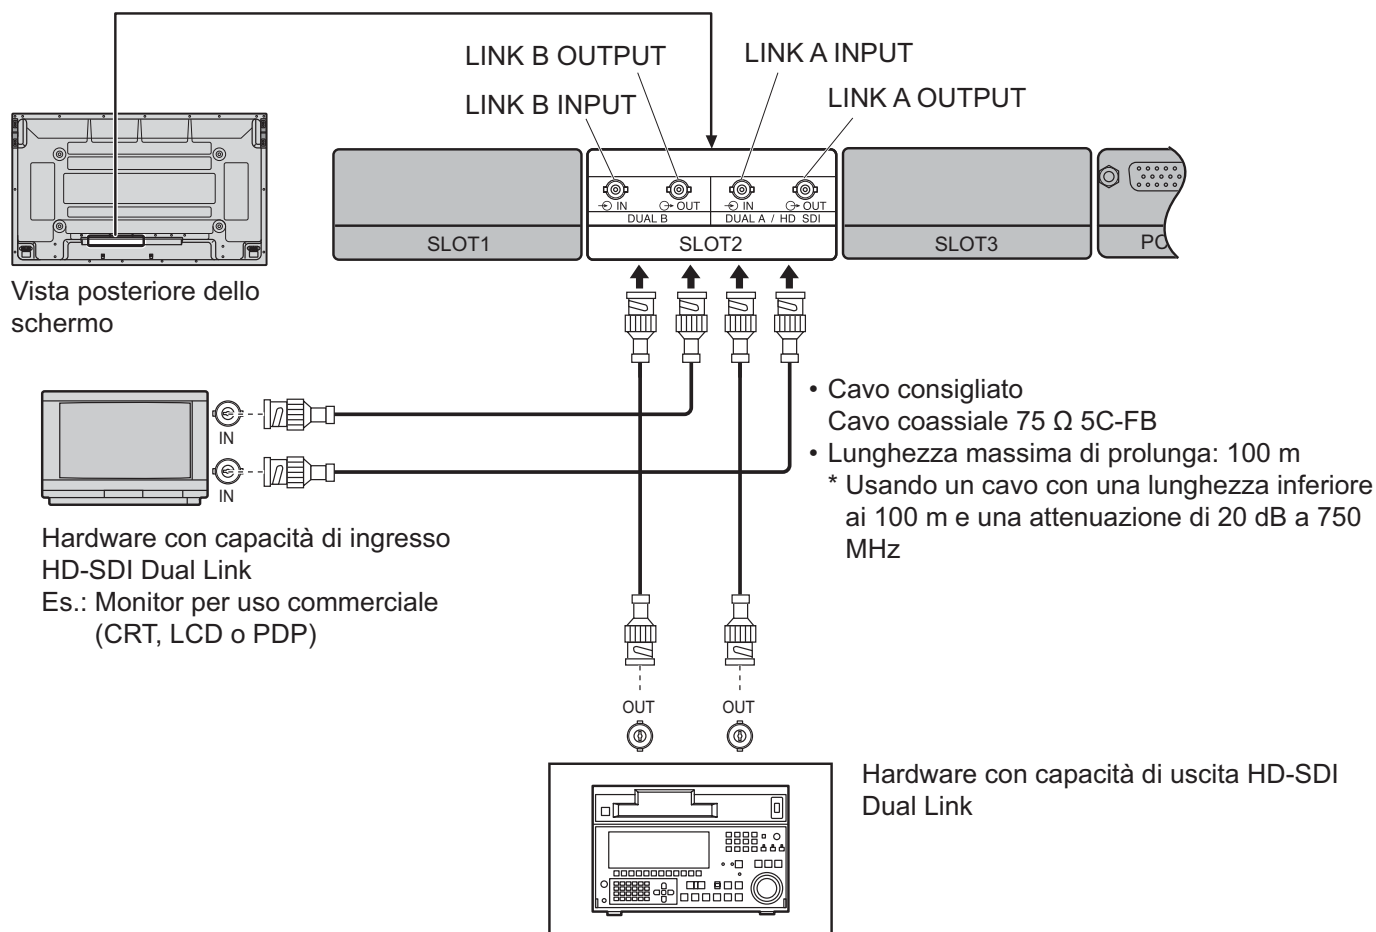 LINK B OUTPUT
LINK A INPUT
LINK B INPUT
LINK A OUTPUT
IN
OUT
IN
OUT
DUAL B
DUAL A / HD SDI
SLOT1
SLOT2
SLOT3
PC
Vista posteriore dello
schermo
IN
IN
• Cavo consigliato
Cavo coassiale 75 Ω 5C-FB
• Lunghezza massima di prolunga: 100 m
* Usando un cavo con una lunghezza inferiore
ai 100 m e una attenuazione di 20 dB a 750
MHz
Hardware con capacità di ingresso
HD-SDI Dual Link
Es.: Monitor per uso commerciale
(CRT, LCD o PDP)
OUT
OUT
Hardware con capacità di uscita HD-SDI
Dual Link